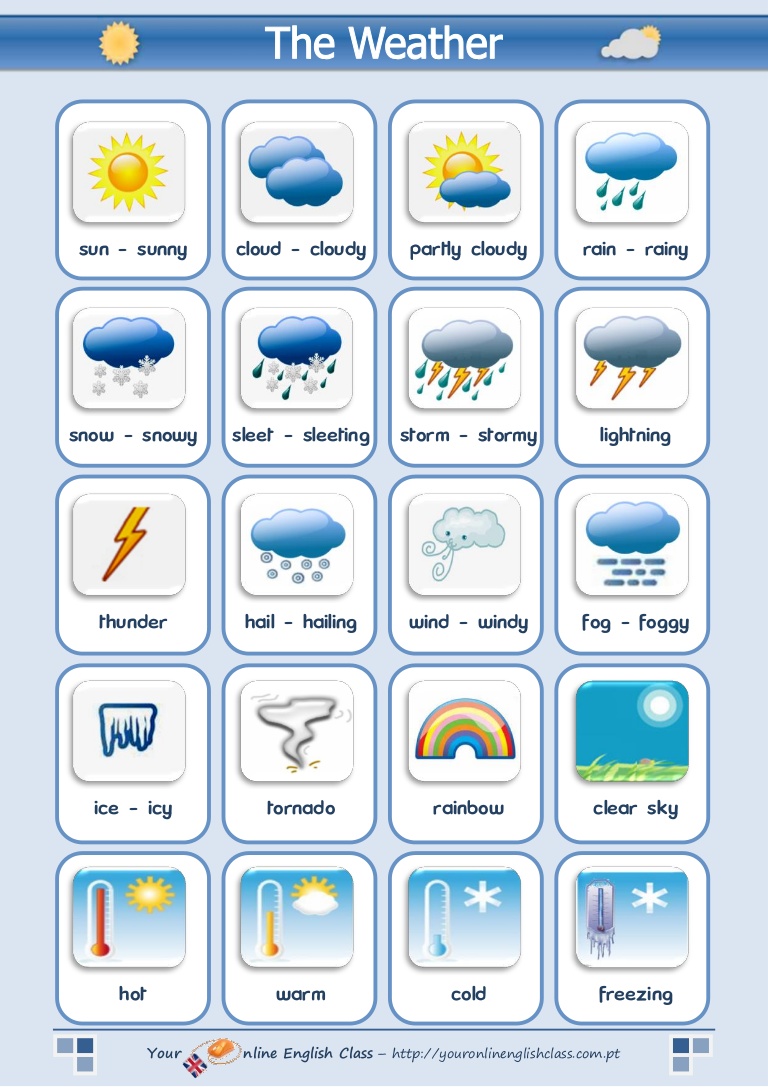 The Weather
sun - sunny
cloud - cloudy
partly cloudy
rain - rainy
snow - snowy
sleet - sleeting
storm - stormy
lightning
thunder
hail - hailing
wind - windy
fog - foggy
ice - icy
tornado
rainbow
clear sky
hot
warm
cold
freezing
Your nline English Class – http://youronlinenglishclass.com.pt